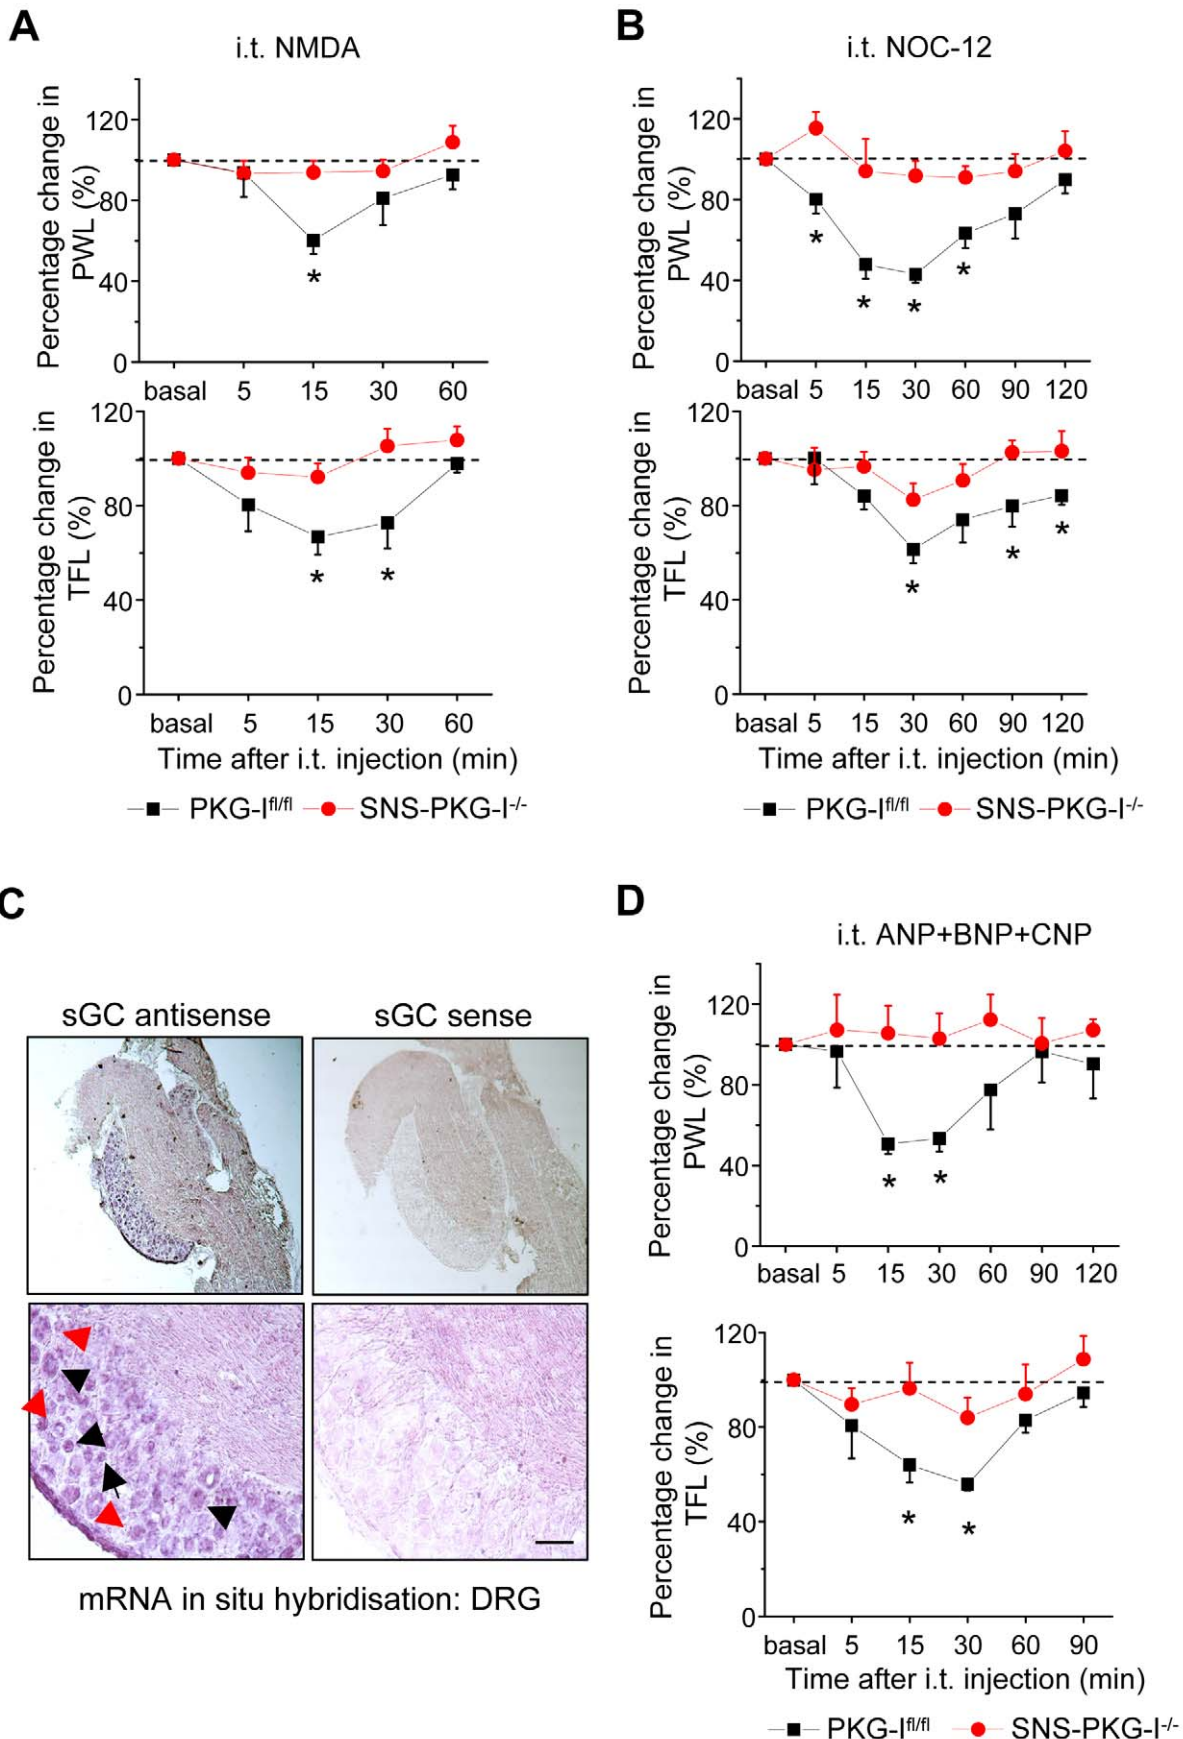 A
i.t. NMDA
Percentage change in
PWL (%)
120
80
40
0
basal 5 15 30 60
*
Percentage change in
TFL (%)
120
80
40
0
* *
basal 5 15 30 60
Time after i.t. injection (min)
PKG-Ifl/fl SNS-PKG-I-/-
B
i.t. NOC-12
Percentage change in
PWL (%)
120
80
40
0
* * * *
basal 5 15 30 60 90 120
Percentage change in
TFL (%)
120
80
40
0
* * *
basal 5 15 30 60 90 120
Time after i.t. injection (min)
PKG-Ifl/fl SNS-PKG-I-/-
C
sGC antisense sGC sense
mRNA in situ hybridisation: DRG
D
i.t. ANP+BNP+CNP
Percentage change in
PWL (%)
120
80
40
0
* *
basal 5 15 30 60 90 120
Percentage change in
TFL (%)
120
80
40
0
* *
basal 5 15 30 60 90
Time after i.t. injection (min)
PKG-Ifl/fl SNS-PKG-I-/-